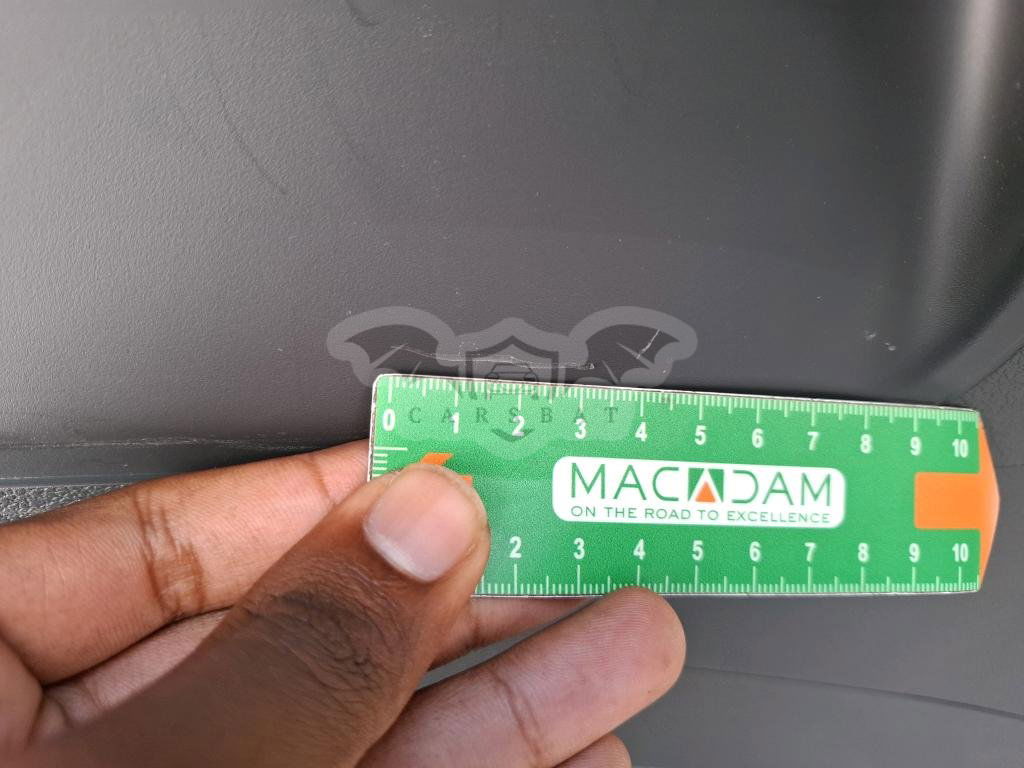 CARSBAT
0 1 2 3 4 5 6 7 8 9 10
MACADAM
ON THE ROAD TO EXCELLENCE
2 3 4 5 6 7 8 9 10